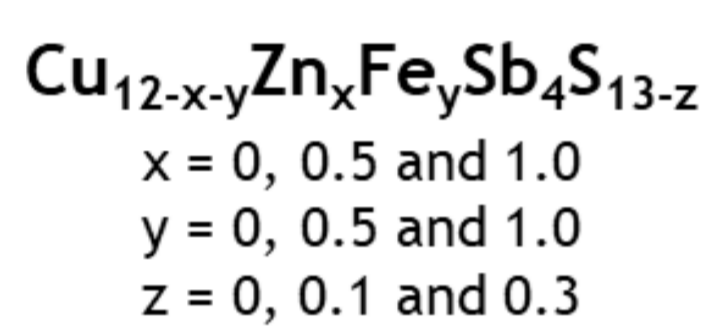 Cu₁₂₋ₓ₋ᵧZnₓFeᵧSb₄S₁₃₋z
x = 0, 0.5 and 1.0
y = 0, 0.5 and 1.0
z = 0, 0.1 and 0.3